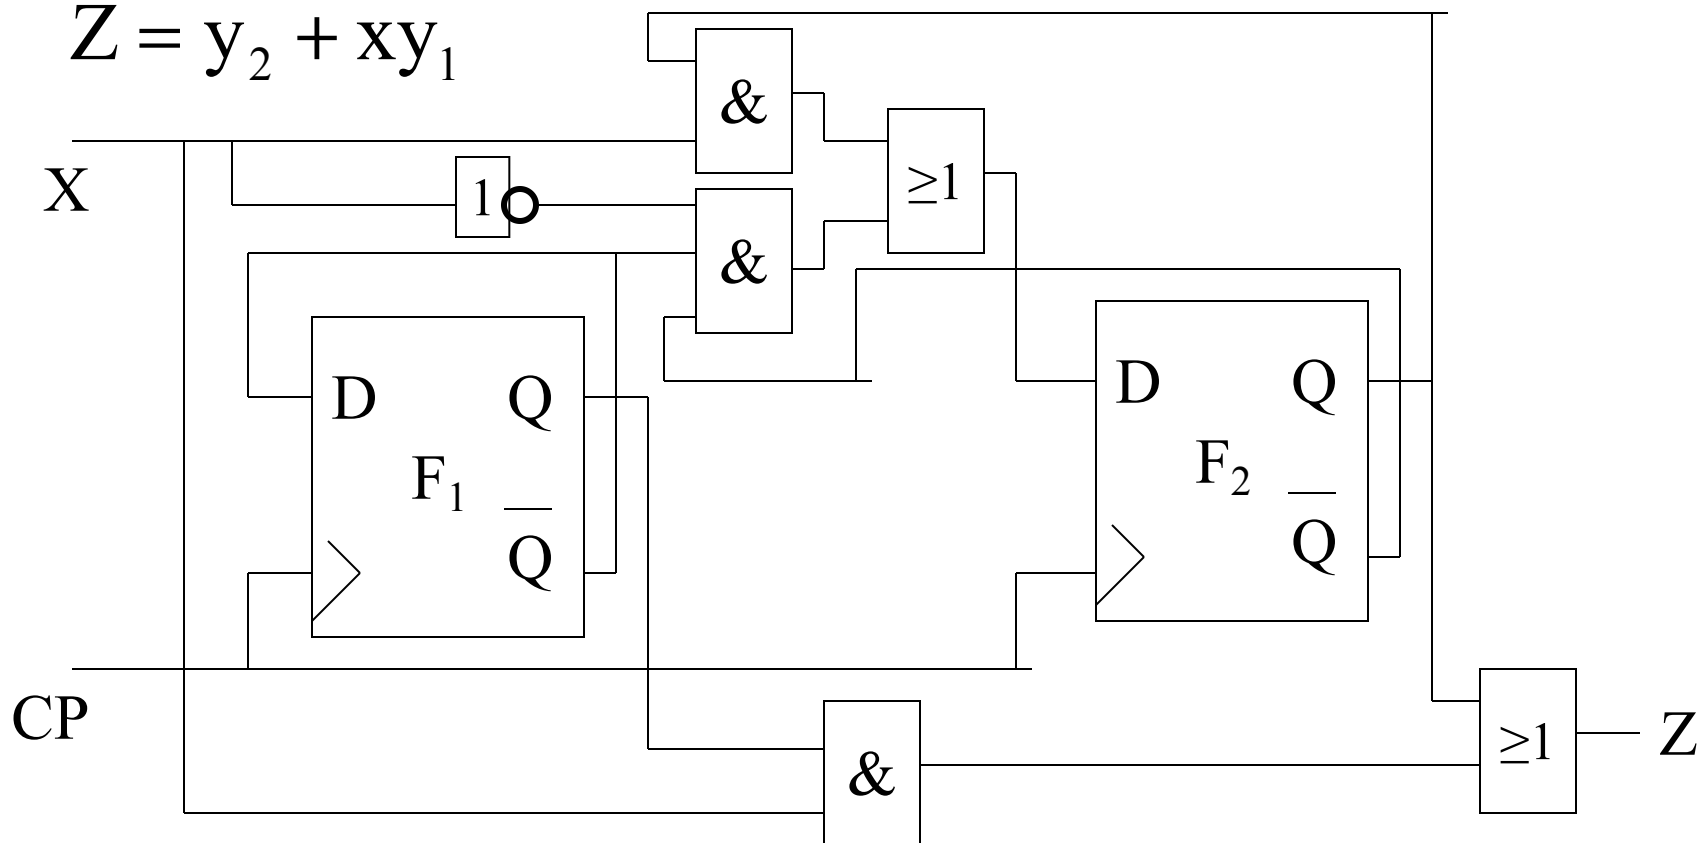 Z = y₂ + xy₁
&
X
1
≥1
&
D Q
F₁
Q̅
D Q
F₂
Q̅
CP
&
≥1
Z